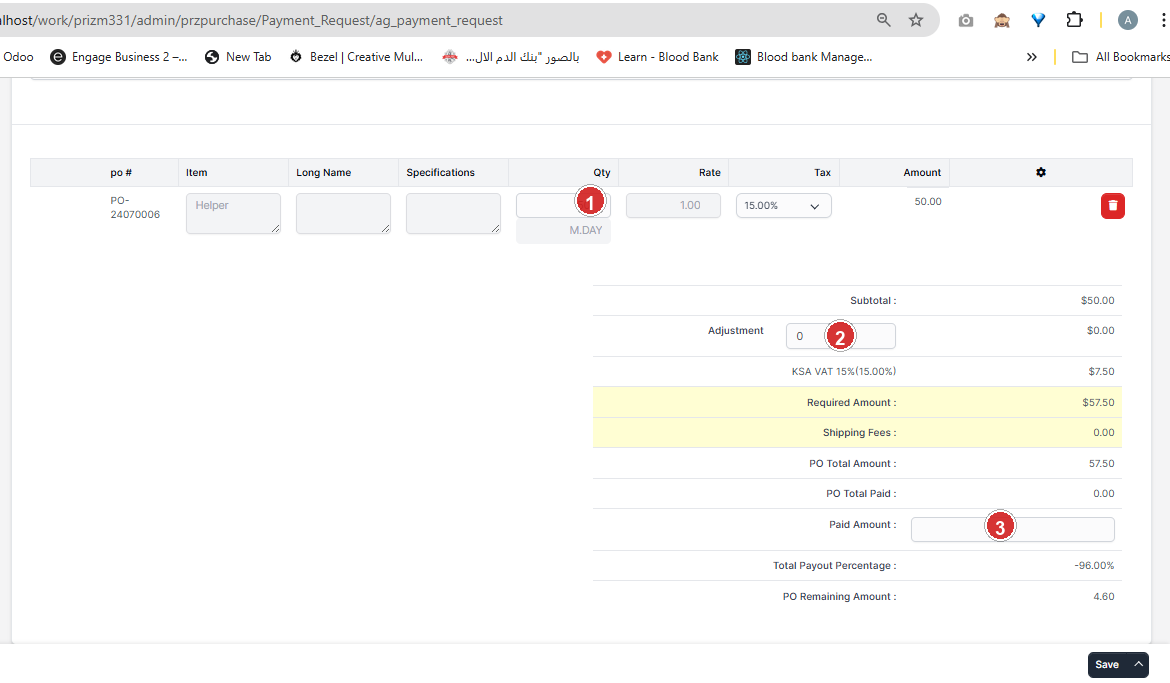 lhost/work/prizm331/admin/przpurchase/Payment_Request/ag_payment_request
A
Odoo
Engage Business 2 –...
New Tab
Bezel | Creative Mul...
بالصور "بنك الدم الال...
Learn - Blood Bank
Blood bank Manage...
»
All Bookmarks
po # Item Long Name Specifications Qty Rate Tax Amount
PO-24070006 Helper 1 1.00 15.00% 50.00
M.DAY
Subtotal : $50.00
Adjustment 0 2 $0.00
KSA VAT 15%(15.00%) $7.50
Required Amount : $57.50
Shipping Fees : 0.00
PO Total Amount : 57.50
PO Total Paid : 0.00
Paid Amount : 3
Total Payout Percentage : -96.00%
PO Remaining Amount : 4.60
Save